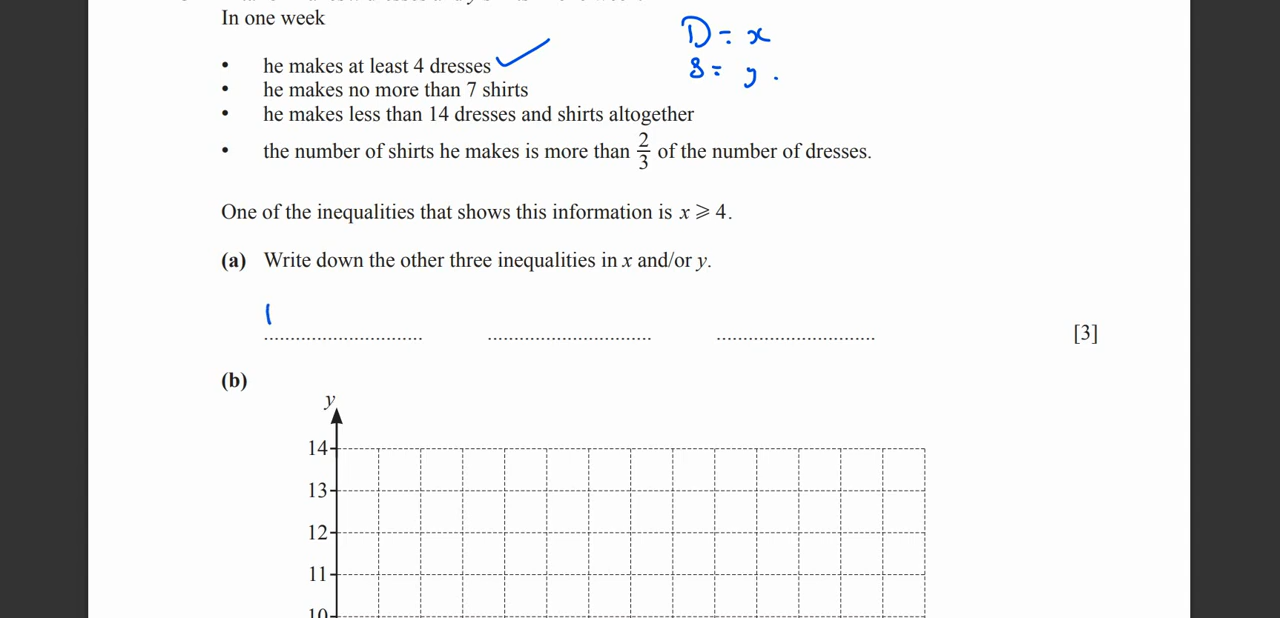 In one week
D = x
S = y .
• he makes at least 4 dresses ✓
• he makes no more than 7 shirts
• he makes less than 14 dresses and shirts altogether
• the number of shirts he makes is more than 2/3 of the number of dresses.
One of the inequalities that shows this information is x ⩾ 4.
(a) Write down the other three inequalities in x and/or y.
.............................. .............................. .............................. [3]
(b)
y
14
13
12
11
10